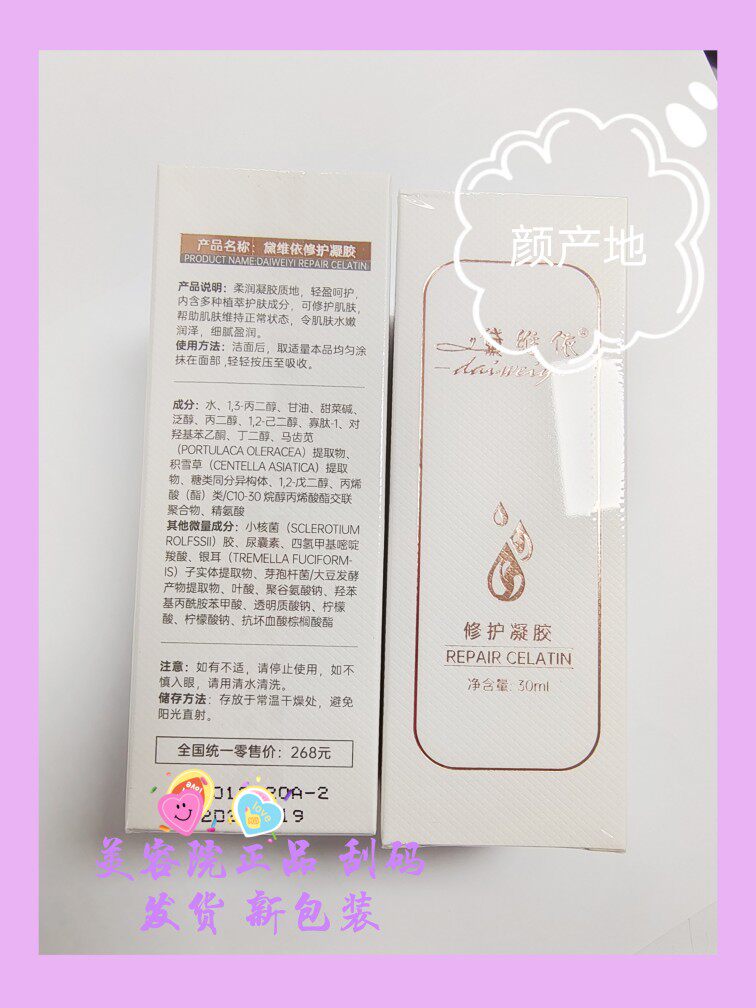 颜产地
产品名称：黛维依修护凝胶
PRODUCT NAME:DAIWEIYI REPAIR CELATIN
产品说明：柔润凝胶质地，轻盈呵护，
内含多种植萃护肤成分，可修护肌肤，
帮助肌肤维持正常状态，令肌肤水嫩
润泽，细腻盈润。
使用方法：洁面后，取适量本品均匀涂
抹在面部 ,轻轻按压至吸收。
成分：水、1,3-丙二醇、甘油、甜菜碱、
泛醇、丙二醇、1,2-己二醇、寡肽-1、对
羟基苯乙酮、丁二醇、马齿苋
(PORTULACA OLERACEA）提取物、
积雪草（CENTELLA ASIATICA）提取
物、糖类同分异构体、1,2-戊二醇、丙烯
酸（酯）类/C10-30 烷醇丙烯酸酯交联
聚合物、精氨酸
其他微量成分：小核菌（SCLEROTIUM
ROLFSSII）胶、尿囊素、四氢甲基嘧啶
羧酸、银耳（TREMELLA FUCIFORM-
IS）子实体提取物、芽孢杆菌/大豆发酵
产物提取物、叶酸、聚谷氨酸钠、羟苯
基丙酰胺苯甲酸、透明质酸钠、柠檬
酸、柠檬酸钠、抗坏血酸棕榈酸酯
注意：如有不适，请停止使用，如不
慎入眼，请用清水清洗。
储存方法：存放于常温干燥处，避免
阳光直射。
全国统一零售价：268元
黛维依®
daiweiy
修护凝胶
REPAIR CELATIN
净含量: 30ml
love
美容院正品 刮码
发货 新包装